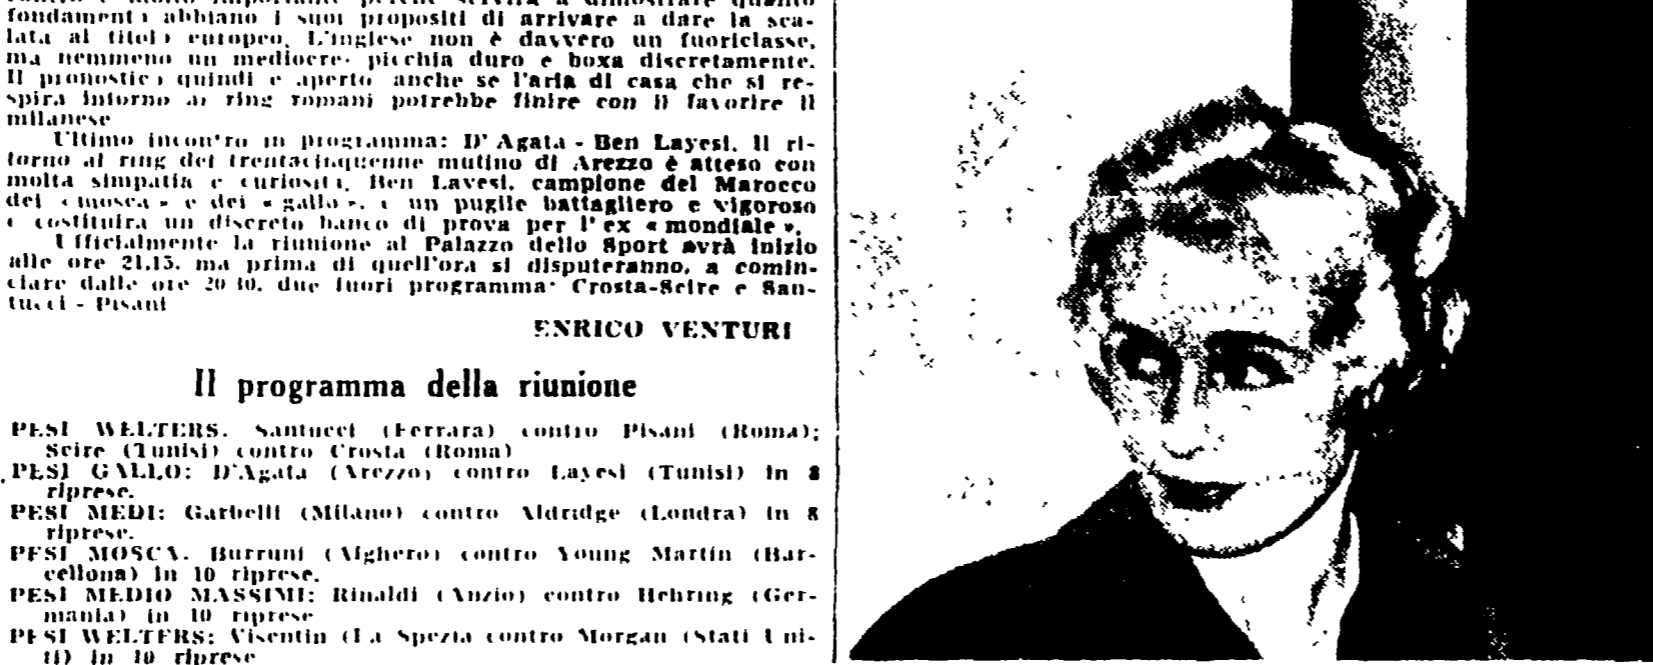 fondamenti abbiano i suoi propositi di arrivare a dare la sca-
lata al titolo europeo. L'inglese non è davvero un fuoriclasse,
ma nemmeno un mediocre: picchia duro e boxa discretamente.
Il pronostico quindi e aperto anche se l'aria di casa che si re-
spira intorno ai ring romani potrebbe finire con il favorire il
milanese
Ultimo incontro in programma: D'Agata - Ben Layesi. Il ri-
torno al ring del trentacinquenne mutino di Arezzo è atteso con
molta simpatia e curiosità. Ben Layesi, campione del Marocco
dei « mosca » e dei « gallo », è un pugile battagliero e vigoroso
e costituirà un discreto banco di prova per l'ex « mondiale ».
Ufficialmente la riunione al Palazzo dello Sport avrà inizio
alle ore 21,15, ma prima di quell'ora si disputeranno, a comin-
ciare dalle ore 20.30, due fuori programma: Crosta-Scire e San-
tucci - Pisani
ENRICO VENTURI
Il programma della riunione
PESI WELTERS. Santucci (Ferrara) contro Pisani (Roma);
Scire (Tunisi) contro Crosta (Roma)
PESI GALLO: D'Agata (Arezzo) contro Layesi (Tunisi) in 8
riprese.
PESI MEDI: Garbelli (Milano) contro Aldridge (Londra) in 8
riprese.
PESI MOSCA. Burruni (Alghero) contro Young Martin (Bar-
cellona) in 10 riprese.
PESI MEDIO MASSIMI: Rinaldi (Anzio) contro Hehring (Ger-
mania) in 10 riprese
PESI WELTERS: Visentin (La Spezia contro Morgan (Stati Uni-
ti) in 10 riprese